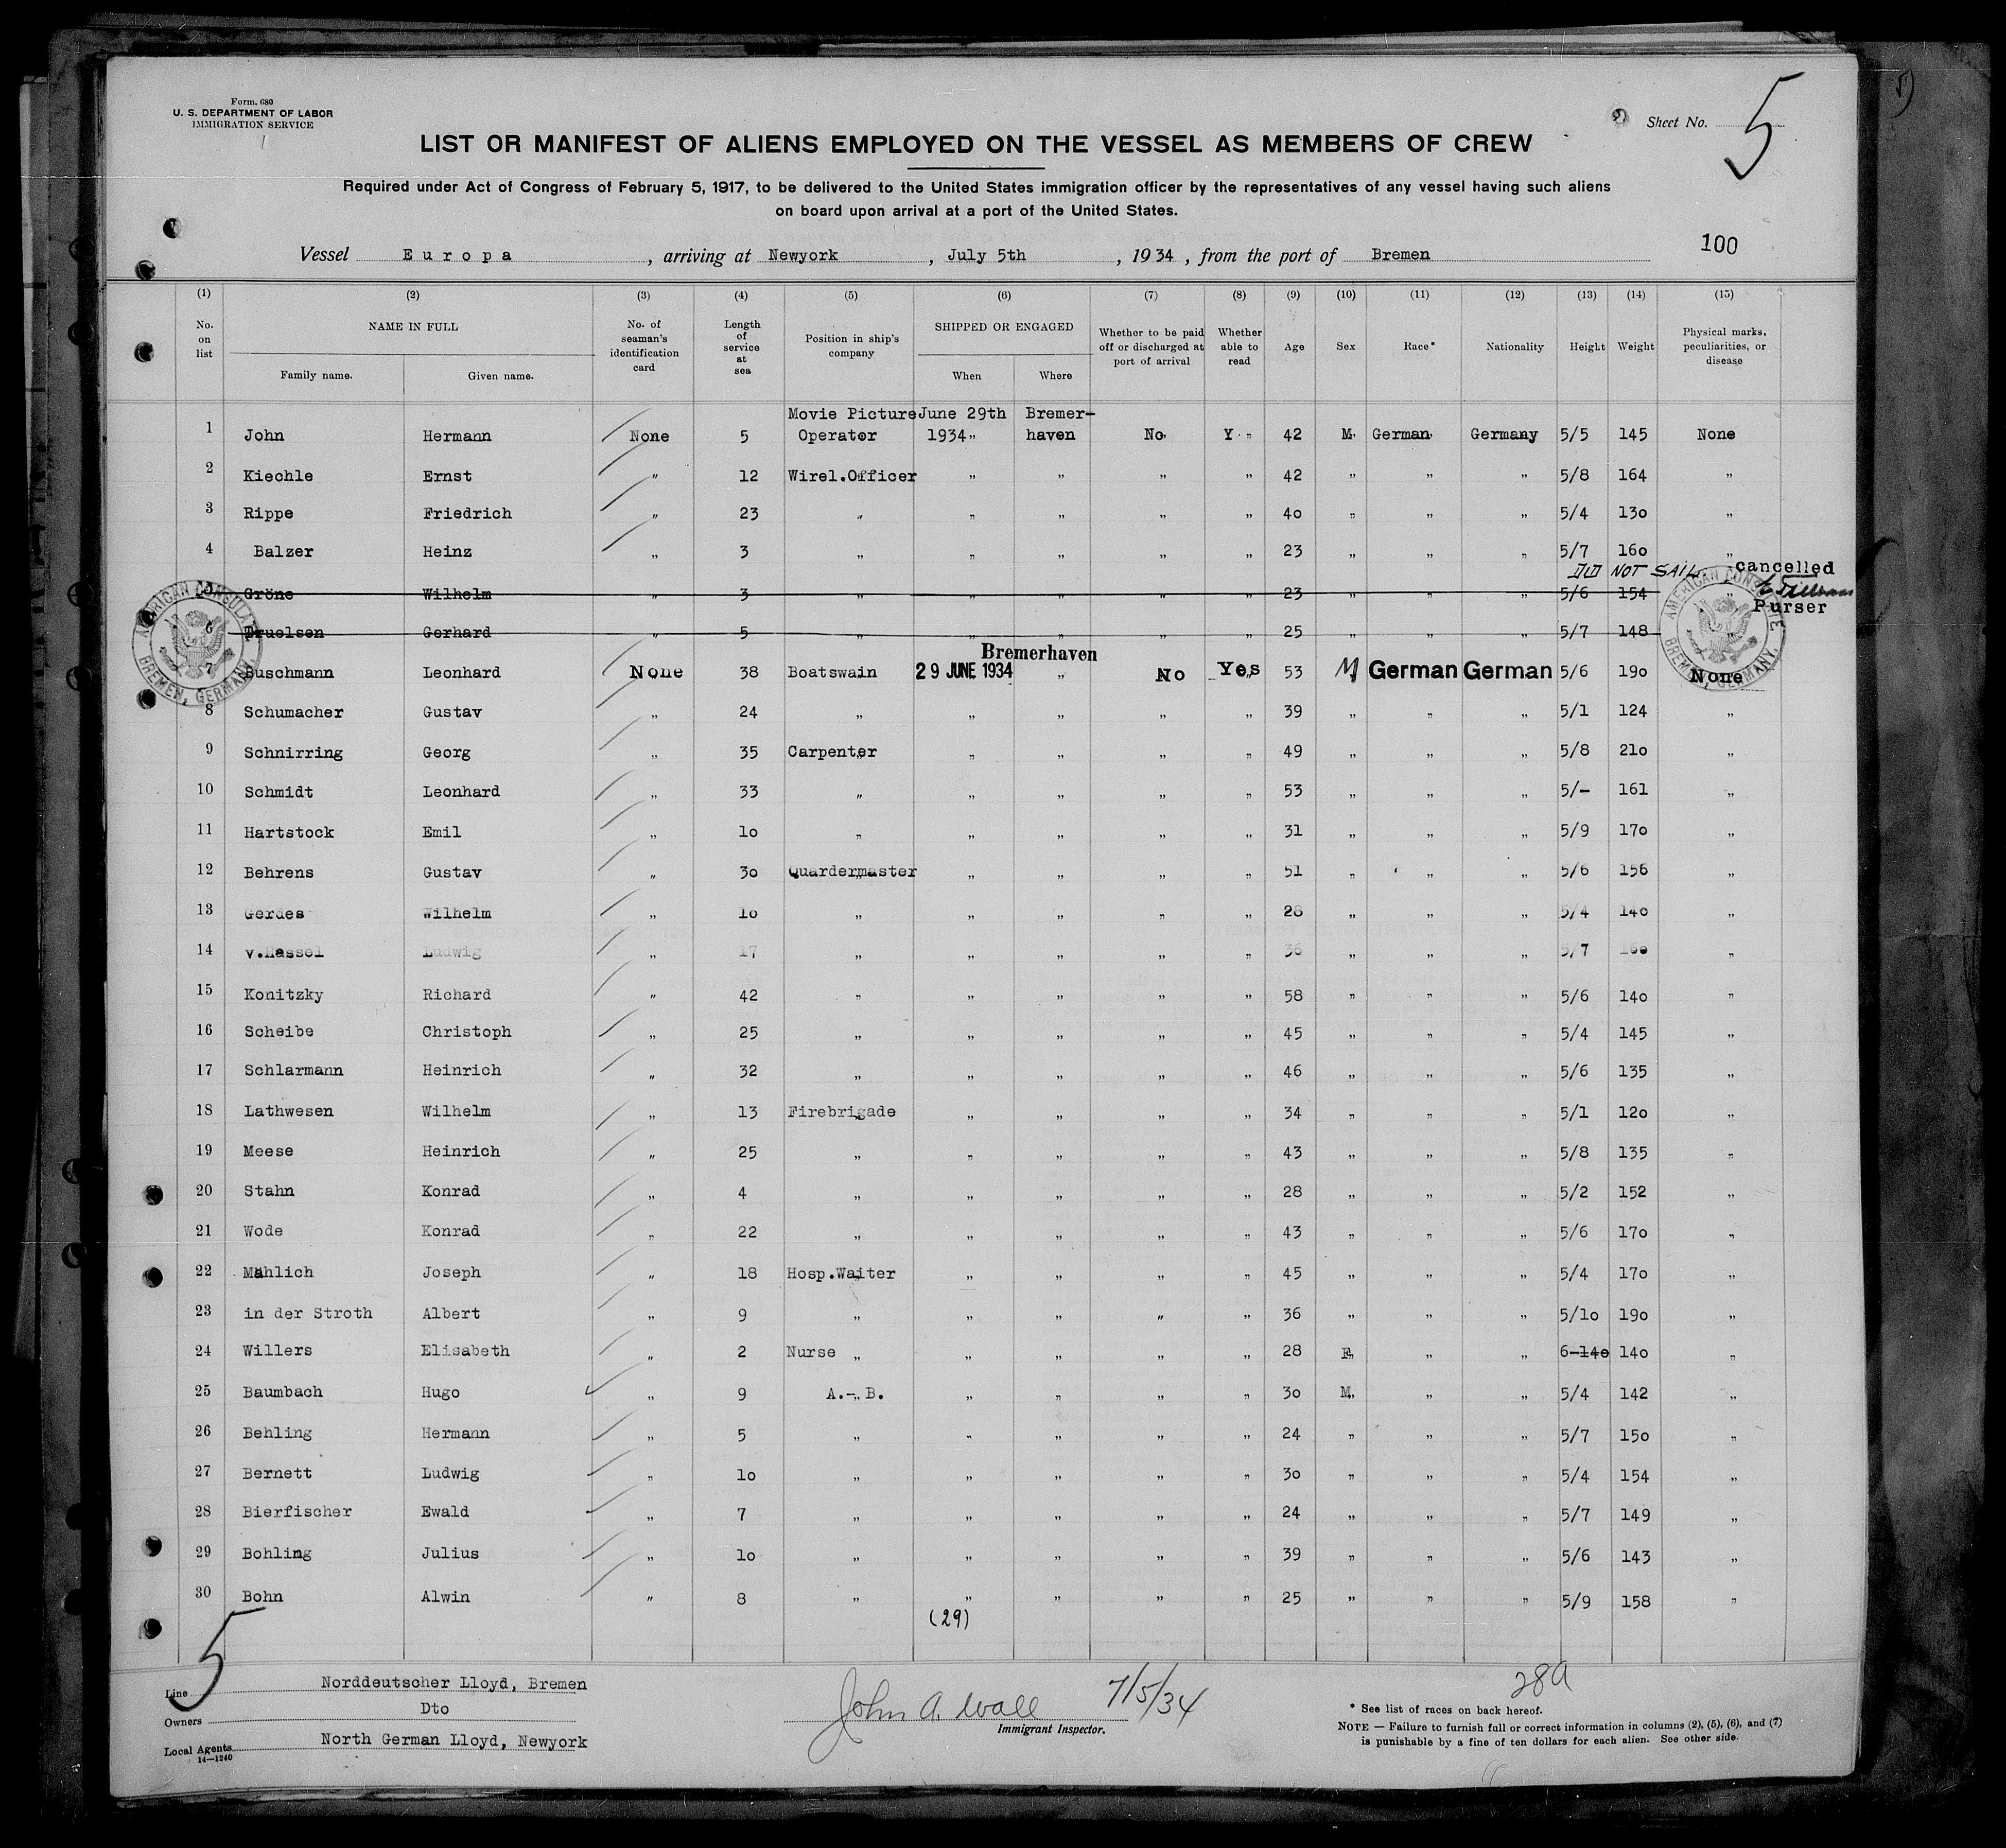 Form. 680
U. S. DEPARTMENT OF LABOR
IMMIGRATION SERVICE
Sheet No. 5
LIST OR MANIFEST OF ALIENS EMPLOYED ON THE VESSEL AS MEMBERS OF CREW
Required under Act of Congress of February 5, 1917, to be delivered to the United States immigration officer by the representatives of any vessel having such aliens
on board upon arrival at a port of the United States.
Vessel Europa, arriving at Newyork, July 5th, 1934, from the port of Bremen
100
(1) (2) (3) (4) (5) (6) (7) (8) (9) (10) (11) (12) (13) (14) (15)
No. on list NAME IN FULL Family name. Given name. No. of seaman's identification card Length of service at sea Position in ship's company SHIPPED OR ENGAGED When Where Whether to be paid off or discharged at port of arrival Whether able to read Age Sex Race* Nationality Height Weight Physical marks, peculiarities, or disease
1 John Hermann None 5 Movie Picture Operator June 29th 1934 „ Bremerhaven No Y „ 42 M German Germany 5/5 145 None
2 Kiechle Ernst „ 12 Wirel.Officer „ „ „ „ 42 „ „ „ 5/8 164 „
3 Rippe Friedrich „ 23 „ „ „ „ „ 40 „ „ „ 5/4 130 „
4 Balzer Heinz „ 3 „ „ „ „ „ 23 „ „ „ 5/7 160 „
DID NOT SAIL cancelled
Gröne Wilhelm „ 3 „ „ „ „ „ 23 „ „ „ 5/6 154 „
Purser
6 Truelsen Gerhard „ 5 „ „ „ „ „ 25 „ „ „ 5/7 148 „
AMERICAN CONSULATE BREMEN, GERMANY.
AMERICAN CONSULATE BREMEN, GERMANY.
Bremerhaven
7 Buschmann Leonhard None 38 Boatswain 29 JUNE 1934 „ No Yes 53 M German German 5/6 190 None
8 Schumacher Gustav „ 24 „ „ „ „ „ 39 „ „ „ 5/1 124 „
9 Schnirring Georg „ 35 Carpenter „ „ „ „ 49 „ „ „ 5/8 210 „
10 Schmidt Leonhard „ 33 „ „ „ „ „ 53 „ „ „ 5/- 161 „
11 Hartstock Emil „ 10 „ „ „ „ „ 31 „ „ „ 5/9 170 „
12 Behrens Gustav „ 30 Quardermaster „ „ „ „ 51 „ „ „ 5/6 156 „
13 Gerdes Wilhelm „ 10 „ „ „ „ „ 28 „ „ „ 5/4 140 „
14 v.Hassel Ludwig „ 17 „ „ „ „ „ 36 „ „ „ 5/7 160 „
15 Konitzky Richard „ 42 „ „ „ „ „ 58 „ „ „ 5/6 140 „
16 Scheibe Christoph „ 25 „ „ „ „ „ 45 „ „ „ 5/4 145 „
17 Schlarmann Heinrich „ 32 „ „ „ „ „ 46 „ „ „ 5/6 135 „
18 Lathwesen Wilhelm „ 13 Firebrigade „ „ „ „ 34 „ „ „ 5/1 120 „
19 Meese Heinrich „ 25 „ „ „ „ „ 43 „ „ „ 5/8 135 „
20 Stahn Konrad „ 4 „ „ „ „ „ 28 „ „ „ 5/2 152 „
21 Wode Konrad „ 22 „ „ „ „ „ 43 „ „ „ 5/6 170 „
22 Mählich Joseph „ 18 Hosp.Waiter „ „ „ „ 45 „ „ „ 5/4 170 „
23 in der Stroth Albert „ 9 „ „ „ „ „ 36 „ „ „ 5/10 190 „
24 Willers Elisabeth „ 2 Nurse „ „ „ „ „ 28 F „ „ 6-140 140 „
25 Baumbach Hugo „ 9 A.-B. „ „ „ „ 30 M „ „ 5/4 142 „
26 Behling Hermann „ 5 „ „ „ „ „ 24 „ „ „ 5/7 150 „
27 Bernett Ludwig „ 10 „ „ „ „ „ 30 „ „ „ 5/4 154 „
28 Bierfischer Ewald „ 7 „ „ „ „ „ 24 „ „ „ 5/7 149 „
29 Bohling Julius „ 10 „ „ „ „ „ 39 „ „ „ 5/6 143 „
30 Bohn Alwin „ 8 „ „ „ „ „ 25 „ „ „ 5/9 158 „
(29)
5
Line Norddeutscher Lloyd, Bremen
Owners Dto
Local Agents North German Lloyd, Newyork
14—1240
John A. Wall 7/5/34
Immigrant Inspector.
28a
* See list of races on back hereof.
NOTE — Failure to furnish full or correct information in columns (2), (5), (6), and (7)
is punishable by a fine of ten dollars for each alien. See other side.